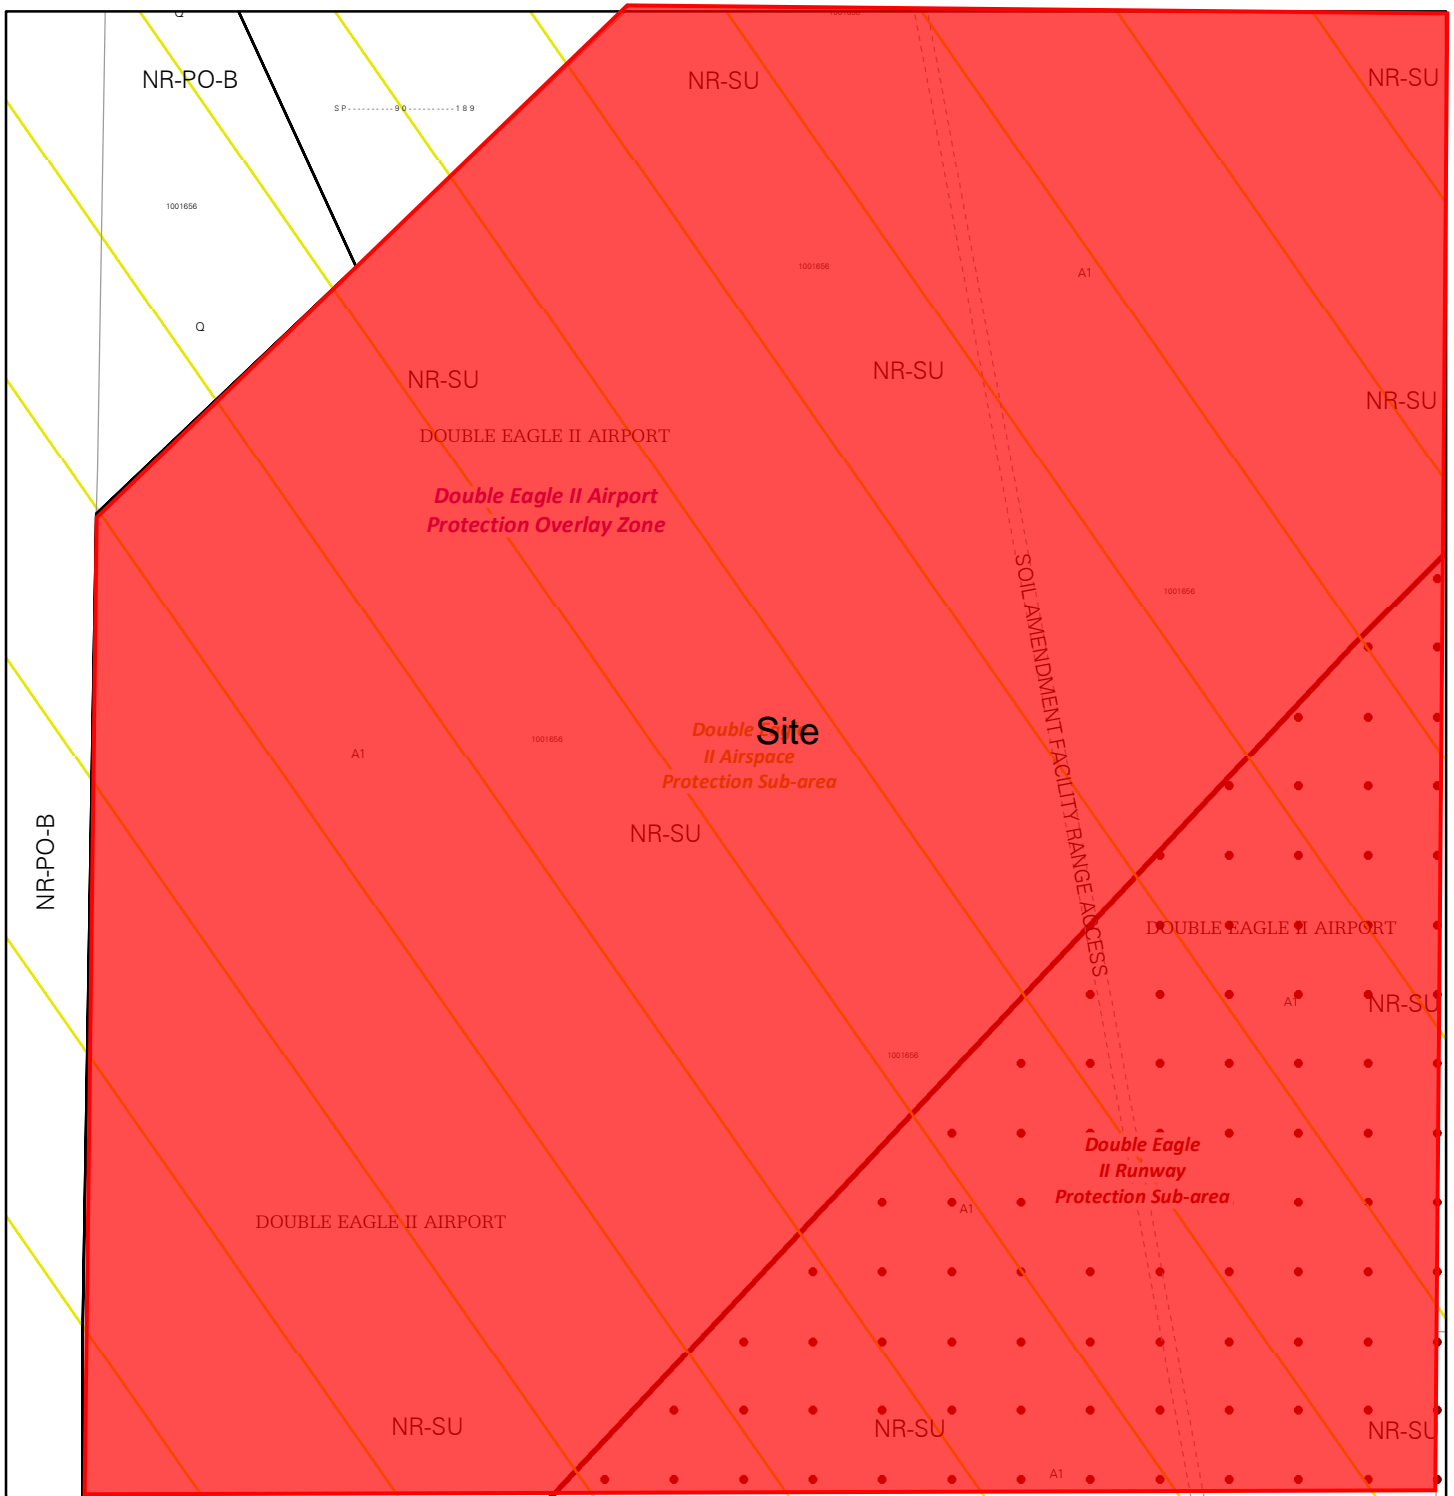 1001656
Q
NR-PO-B
NR-SU
NR-SU
SP-----------90-----------189
1001656
1001656
A1
Q
NR-SU
NR-SU
NR-SU
DOUBLE EAGLE II AIRPORT
Double Eagle II Airport
Protection Overlay Zone
1001656
SOIL AMENDMENT FACILITY RANGE ACCESS
Site
Double Eagle
II Airspace
Protection Sub-area
1001656
A1
NR-SU
NR-PO-B
DOUBLE EAGLE II AIRPORT
A1
NR-SU
1001656
Double Eagle
II Runway
Protection Sub-area
A1
DOUBLE EAGLE II AIRPORT
NR-SU
NR-SU
NR-SU
A1